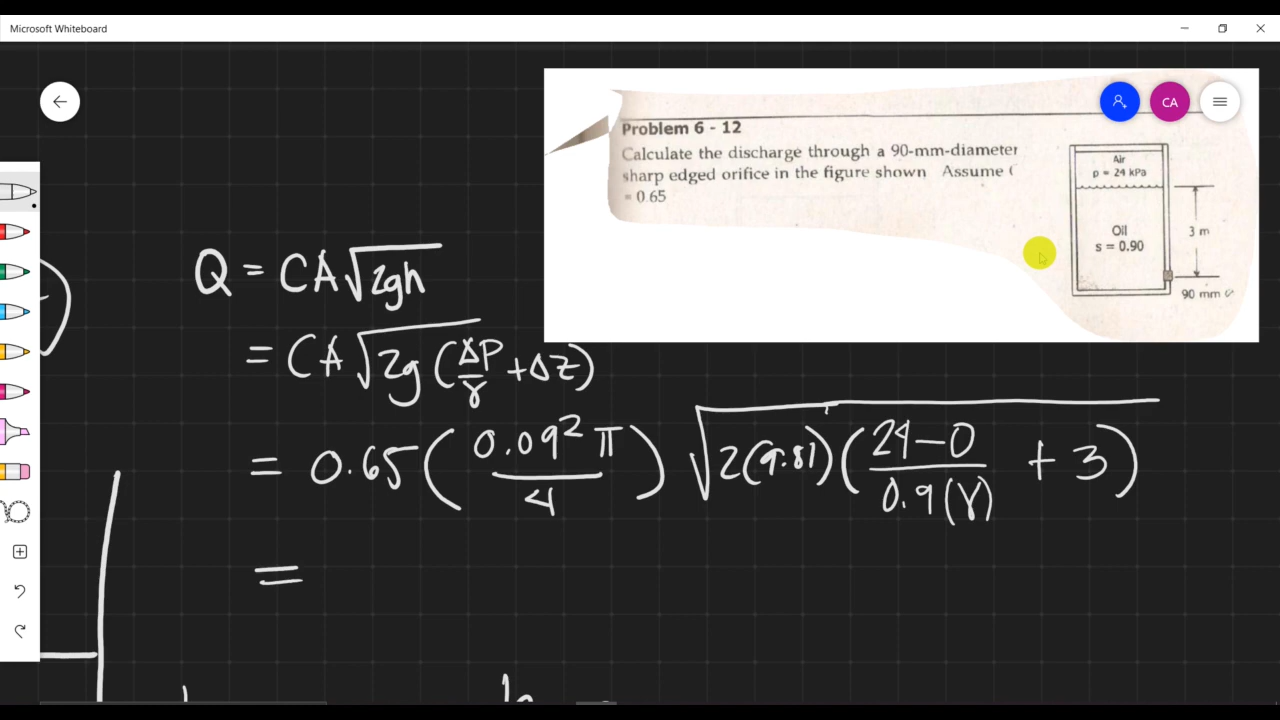 Microsoft Whiteboard
CA
Problem 6 - 12
Calculate the discharge through a 90-mm-diameter
sharp edged orifice in the figure shown Assume C
= 0.65
Air
p = 24 kPa
Oil
s = 0.90
3 m
90 mm
Q = CA√2gh
= CA√2g(ΔP/γ + Δz)
= 0.65(0.09² π/4)√2(9.81)(24-0/0.9(γ) + 3)
=